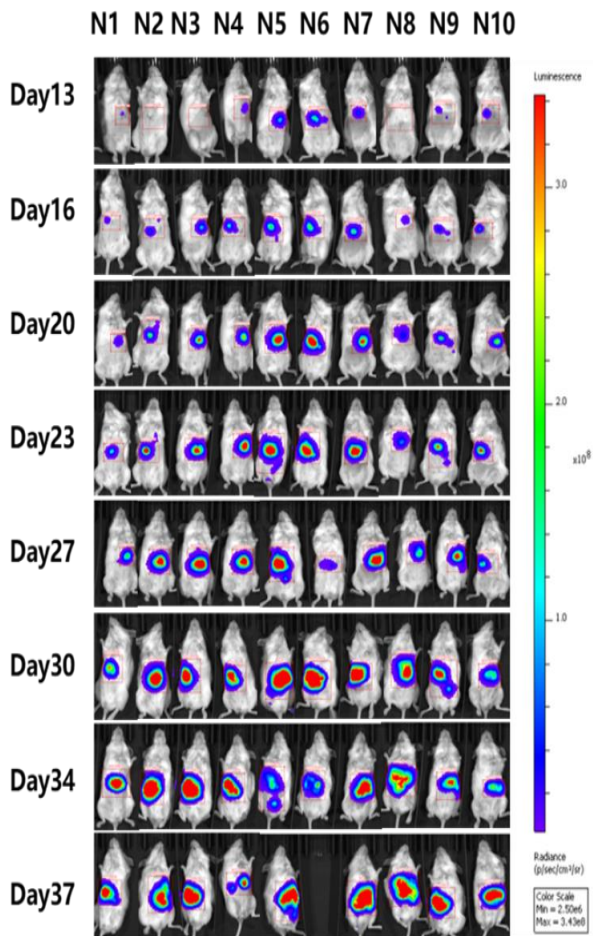 N1 N2 N3 N4 N5 N6 N7 N8 N9 N10
Day13
Day16
Day20
Day23
Day27
Day30
Day34
Day37
Luminescence
3.0
2.0
x10⁸
1.0
Radiance
(p/sec/cm²/sr)
Color Scale
Min = 2.50e6
Max = 3.43e8